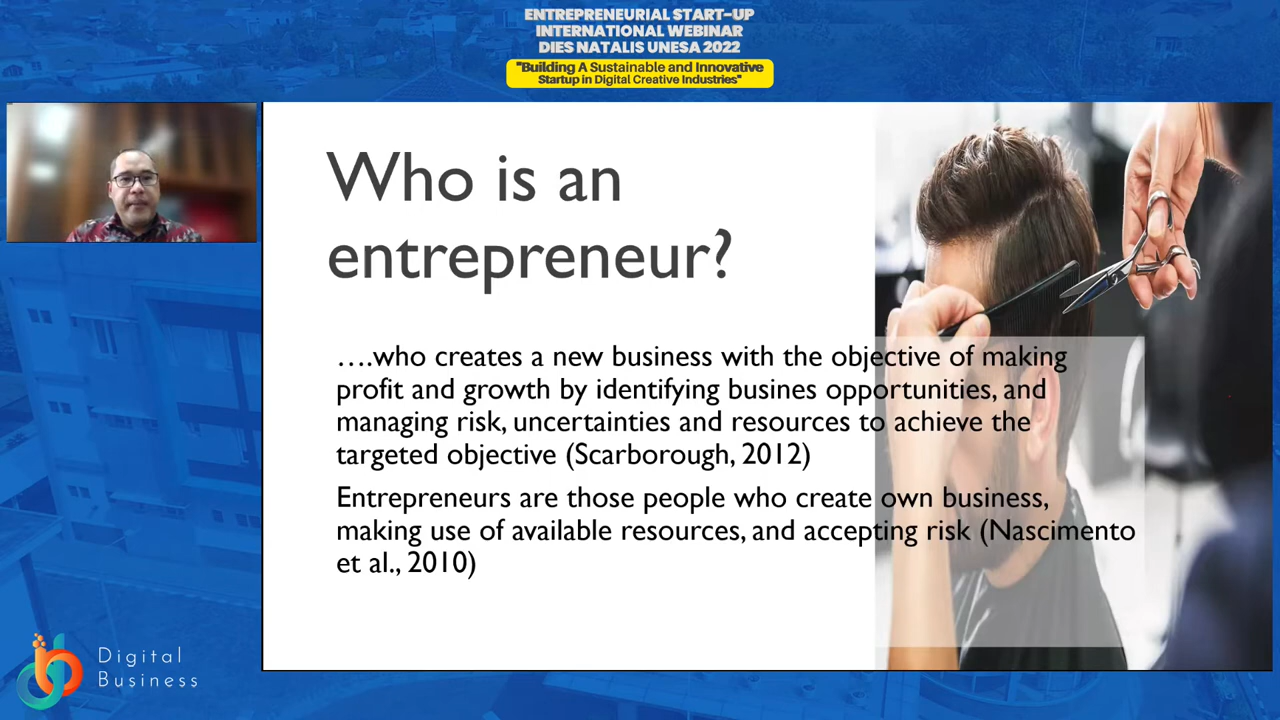 ENTREPRENEURIAL START-UP
INTERNATIONAL WEBINAR
DIES NATALIS UNESA 2022
"Building A Sustainable and Innovative
Startup in Digital Creative Industries"
Who is an
entrepreneur?
….who creates a new business with the objective of making
profit and growth by identifying busines opportunities, and
managing risk, uncertainties and resources to achieve the
targeted objective (Scarborough, 2012)
Entrepreneurs are those people who create own business,
making use of available resources, and accepting risk (Nascimento
et al., 2010)
Digital
Business